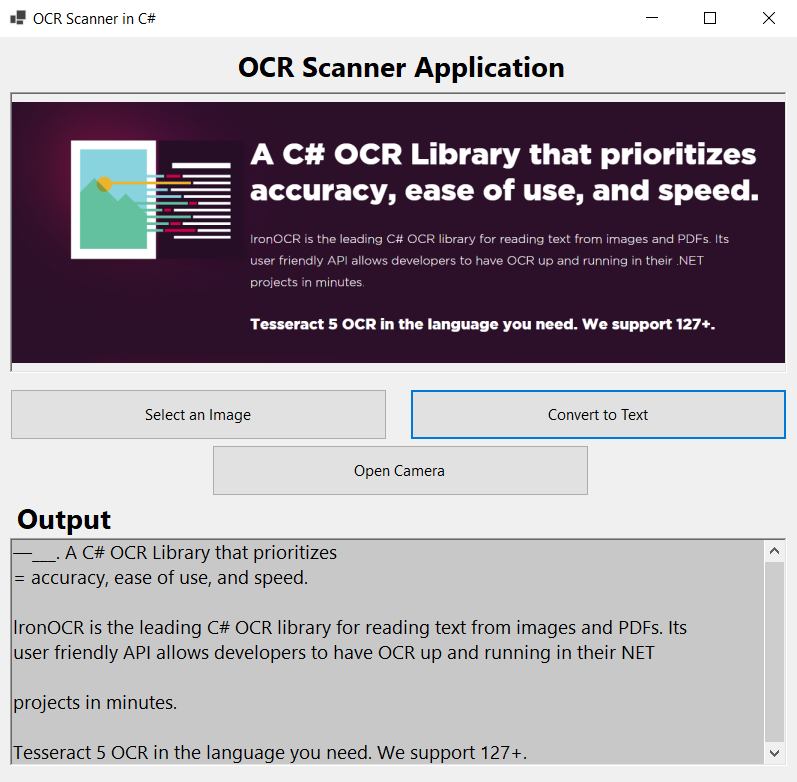 OCR Scanner in C#
OCR Scanner Application
A C# OCR Library that prioritizes
accuracy, ease of use, and speed.
IronOCR is the leading C# OCR library for reading text from images and PDFs. Its
user friendly API allows developers to have OCR up and running in their .NET
projects in minutes.
Tesseract 5 OCR in the language you need. We support 127+.
Select an Image
Convert to Text
Open Camera
Output
—___. A C# OCR Library that prioritizes
= accuracy, ease of use, and speed.
IronOCR is the leading C# OCR library for reading text from images and PDFs. Its
user friendly API allows developers to have OCR up and running in their NET
projects in minutes.
Tesseract 5 OCR in the language you need. We support 127+.